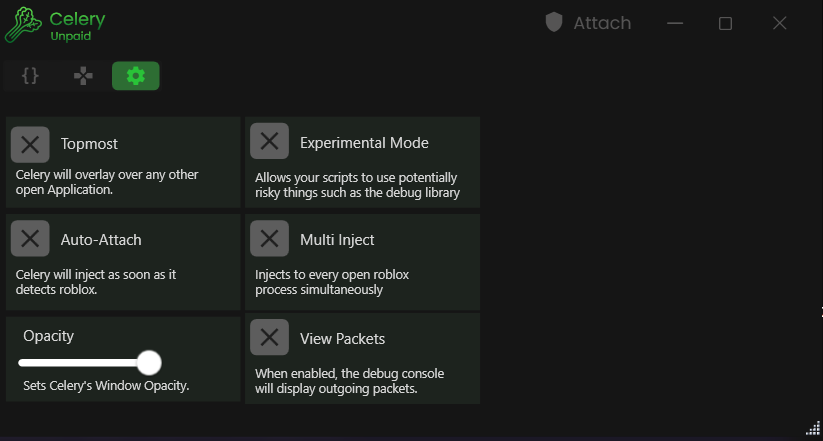 Celery
Unpaid
Attach
{}
Topmost
Celery will overlay over any other
open Application.
Experimental Mode
Allows your scripts to use potentially
risky things such as the debug library
Auto-Attach
Celery will inject as soon as it
detects roblox.
Multi Inject
Injects to every open roblox
process simultaneously
Opacity
Sets Celery's Window Opacity.
View Packets
When enabled, the debug console
will display outgoing packets.